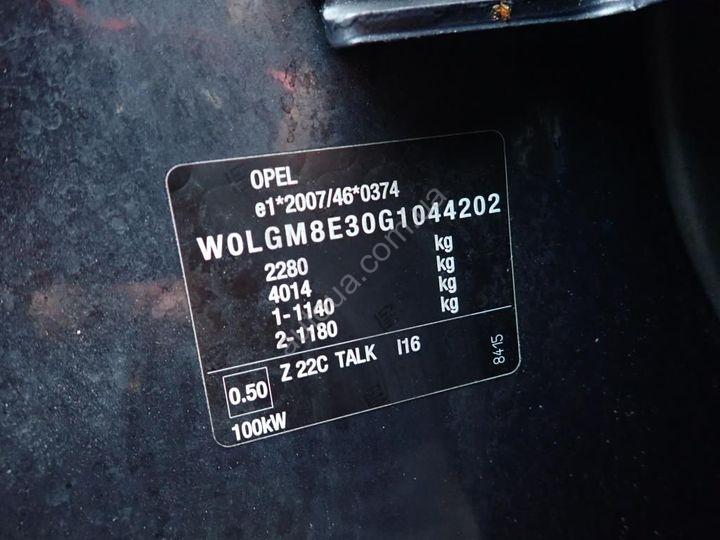 OPEL
e1*2007/46*0374
W0LGM8E30G1044202
2280 kg
4014 kg
1-1140 kg
2-1180 kg
0.50 Z 22C TALK I16
100kW
8415